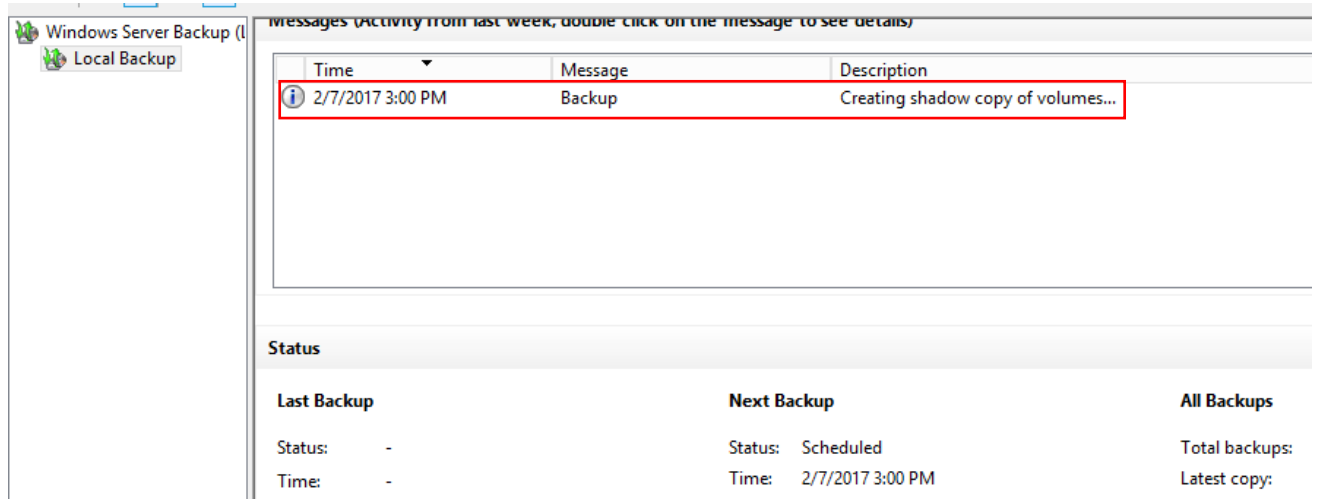 Windows Server Backup (l
Local Backup
Messages (Activity from last week, double click on the message to see details)
Time Message Description
2/7/2017 3:00 PM Backup Creating shadow copy of volumes...
Status
Last Backup Next Backup All Backups
Status: - Status: Scheduled Total backups:
Time: - Time: 2/7/2017 3:00 PM Latest copy: